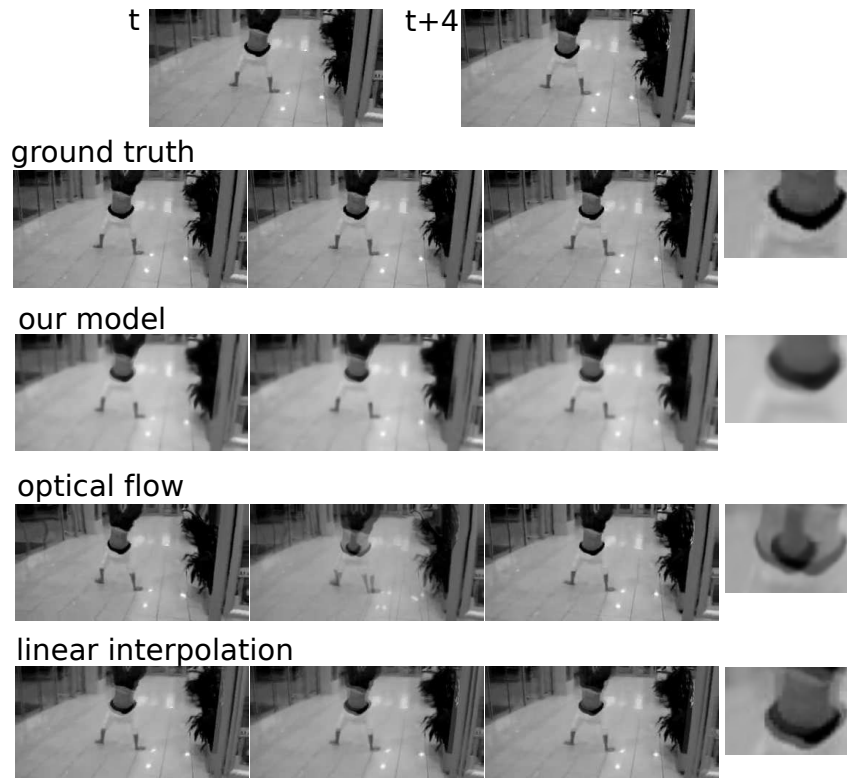 t
t+4
ground truth
our model
optical flow
linear interpolation